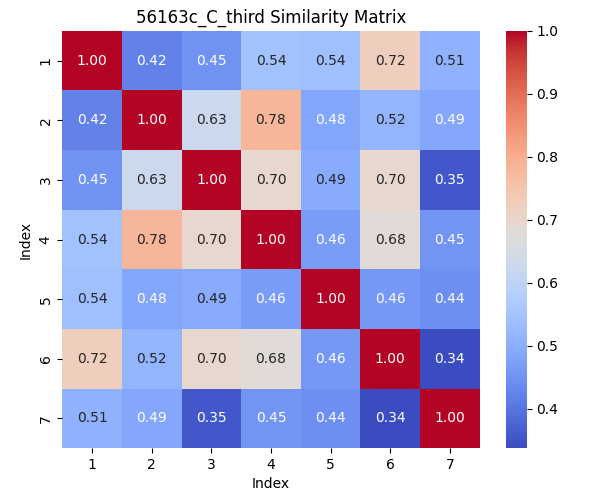 56163c_C_third Similarity Matrix
1 1.00 0.42 0.45 0.54 0.54 0.72 0.51
2 0.42 1.00 0.63 0.78 0.48 0.52 0.49
3 0.45 0.63 1.00 0.70 0.49 0.70 0.35
4 0.54 0.78 0.70 1.00 0.46 0.68 0.45
5 0.54 0.48 0.49 0.46 1.00 0.46 0.44
6 0.72 0.52 0.70 0.68 0.46 1.00 0.34
7 0.51 0.49 0.35 0.45 0.44 0.34 1.00
1 2 3 4 5 6 7
Index
Index
1.0
0.9
0.8
0.7
0.6
0.5
0.4